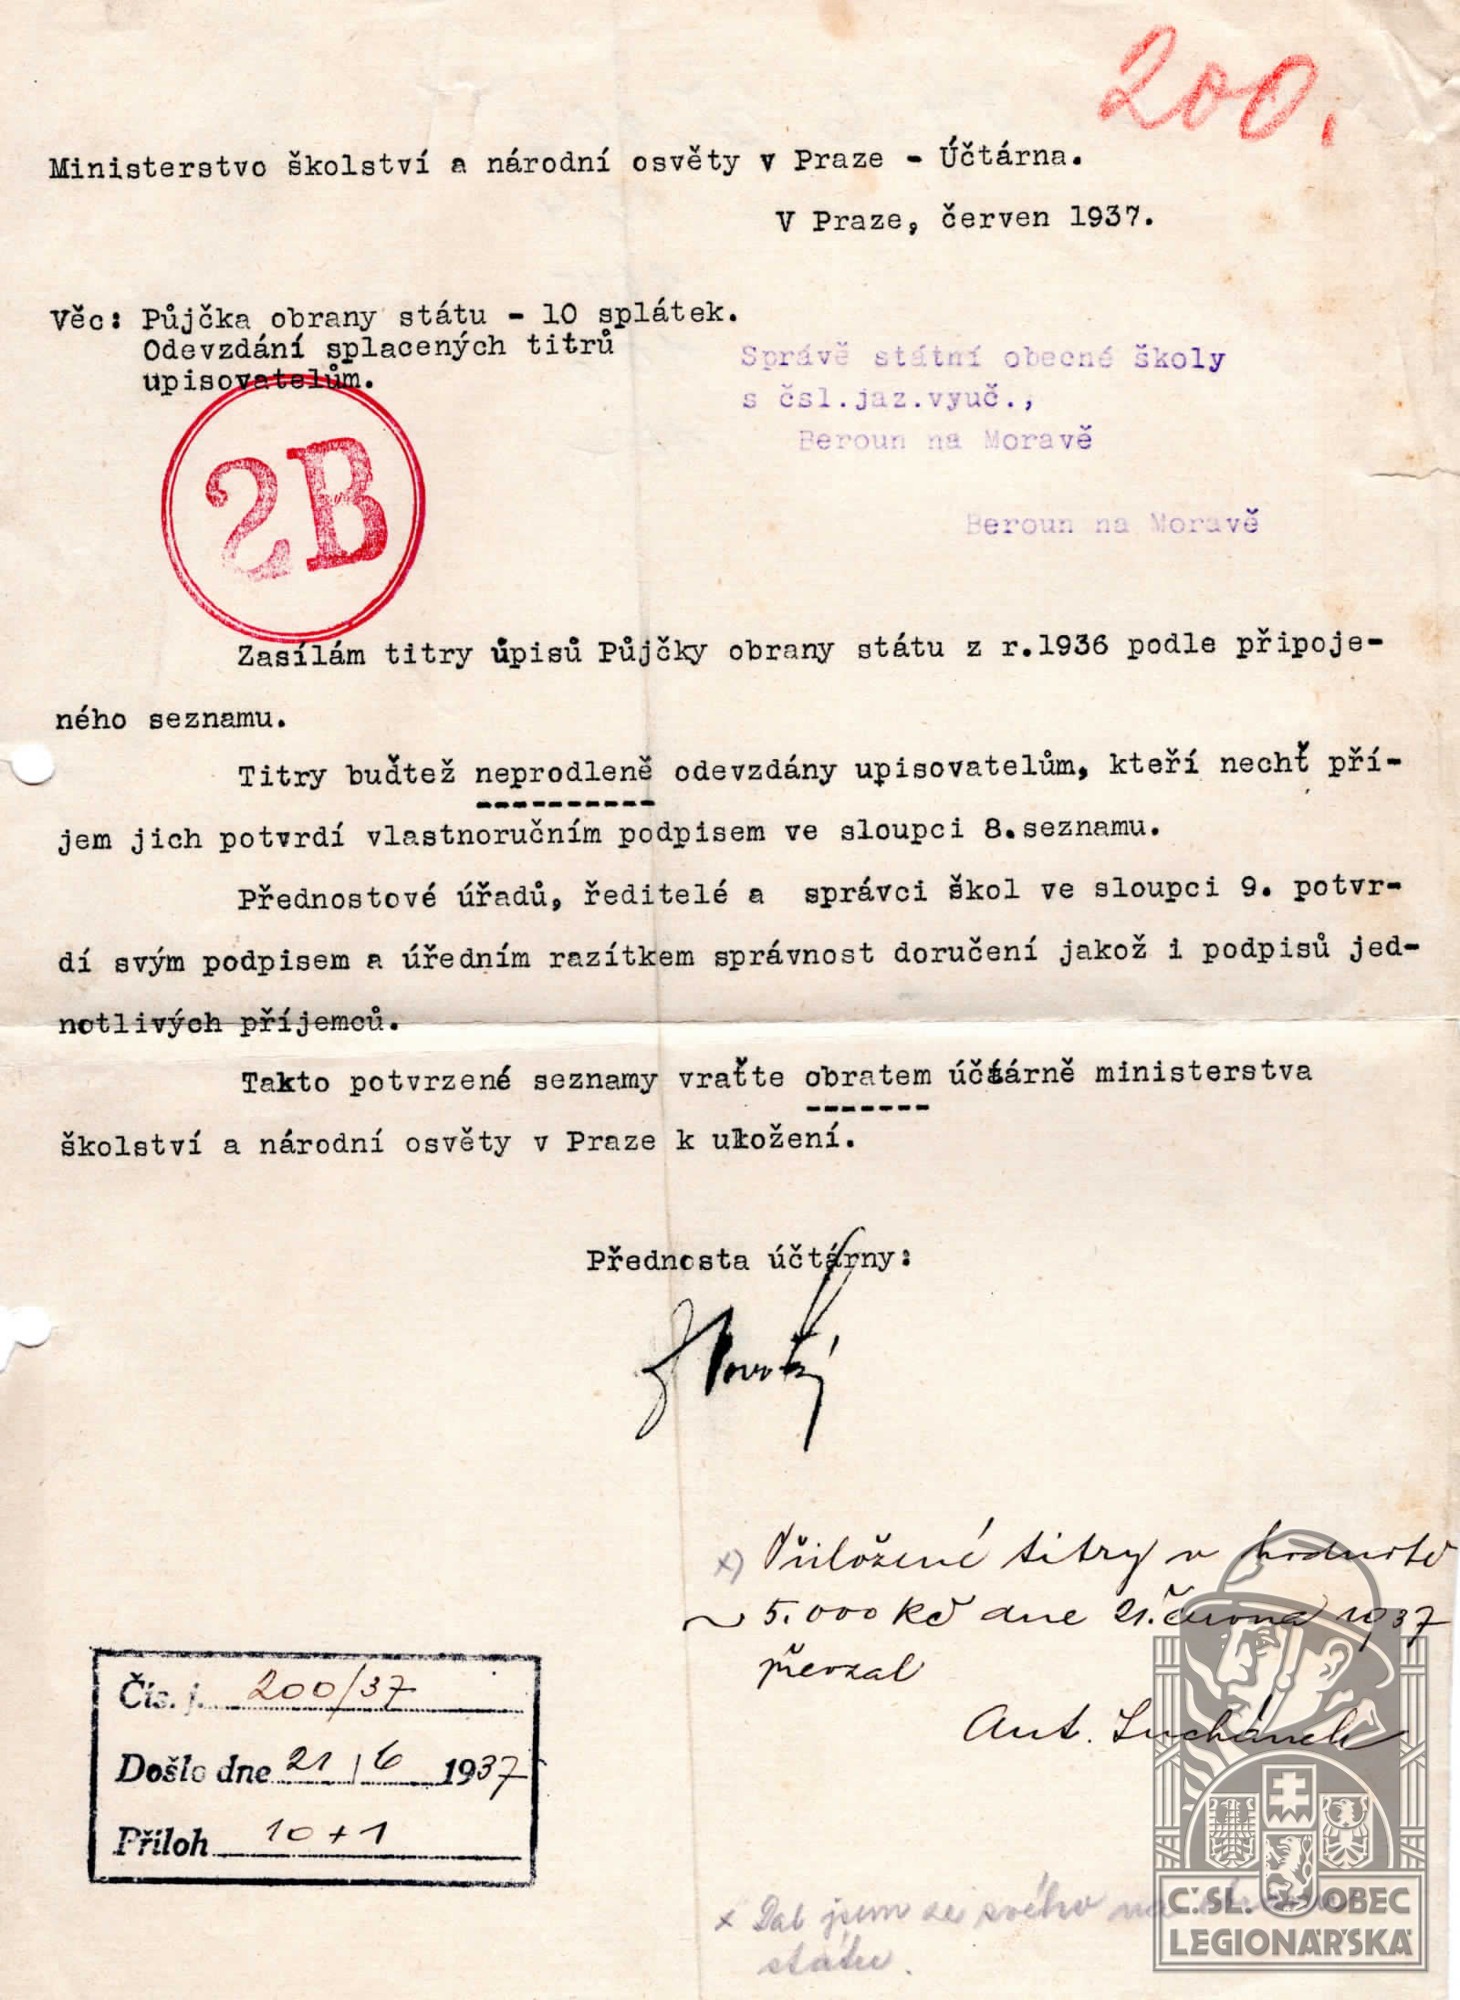 200.
Ministerstvo školství a národní osvěty v Praze - Účtárna.
V Praze, červen 1937.
Věc: Půjčka obrany státu - 10 splátek.
Odevzdání splacených titrů
upisovatelům.
Správě státní obecné školy
s čsl.jaz.vyuč.,
Beroun na Moravě
Beroun na Moravě
2B
Zasílám titry úpisů Půjčky obrany státu z r.1936 podle připoje-
ného seznamu.
Titry buďtež neprodleně odevzdány upisovatelům, kteří nechť pří-
jem jich potvrdí vlastnoručním podpisem ve sloupci 8.seznamu.
Přednostové úřadů, ředitelé a správci škol ve sloupci 9. potvr-
dí svým podpisem a úředním razítkem správnost doručení jakož i podpisů jed-
notlivých příjemců.
Takto potvrzené seznamy vraťte obratem účtárně ministerstva
školství a národní osvěty v Praze k uložení.
Přednosta účtárny:
x) Přiložené titry v hodnotě
5.000 Kč dne 21. června 1937
převzal
Ant. Suchánek
Čís. j. 200/37
Došlo dne 21/6 1937
Příloh 10+1
x Dal jsem ze svého na obranu
státu.
Č.SL. OBEC
LEGIONÁŘSKÁ